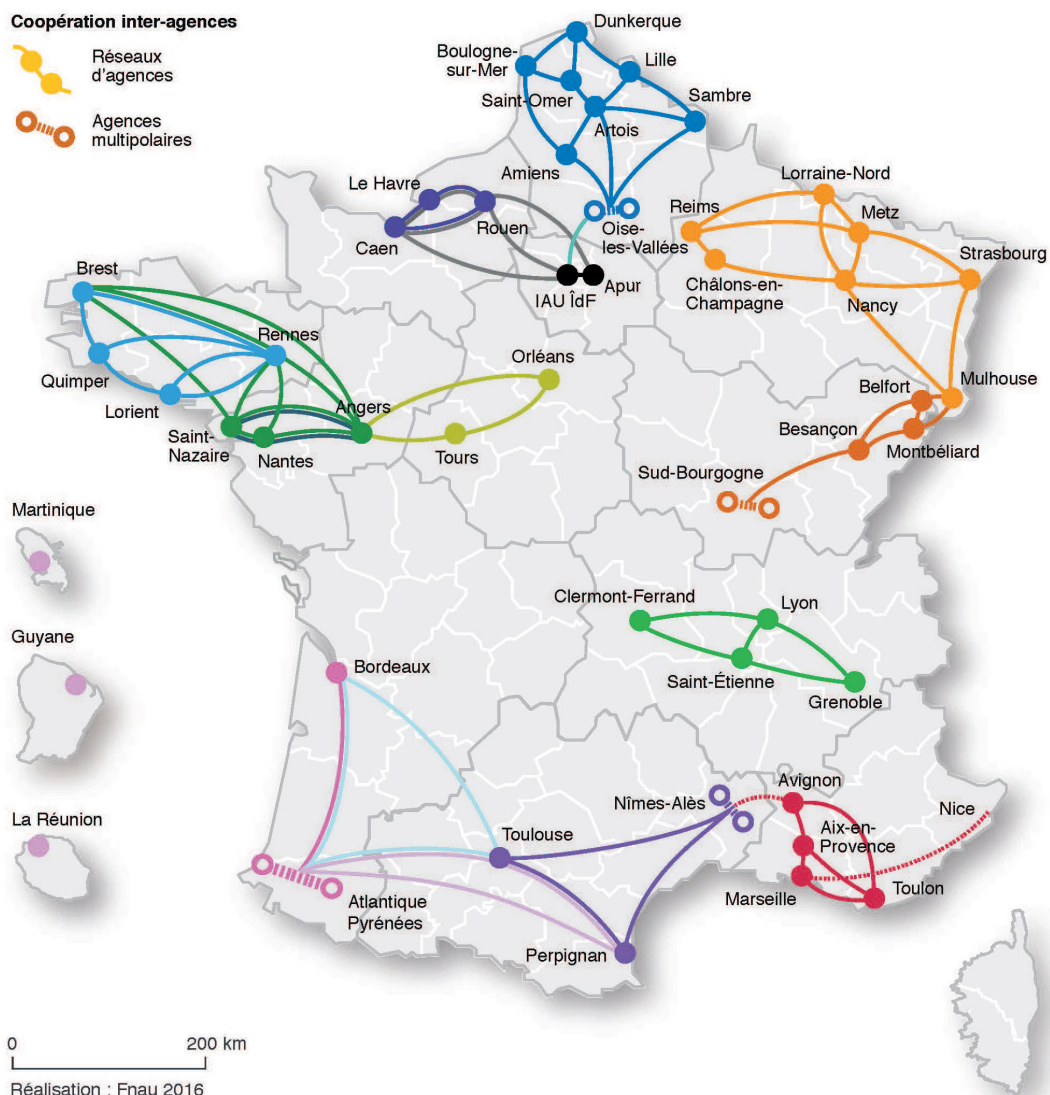 Coopération inter-agences
Réseaux
d'agences
Agences
multipolaires
Dunkerque
Boulogne-
sur-Mer
Lille
Saint-Omer
Sambre
Artois
Amiens
Le Havre
Rouen
Caen
Oise-
les-Vallées
IAU ÎdF
Apur
Lorraine-Nord
Reims
Metz
Strasbourg
Châlons-en-
Champagne
Nancy
Brest
Rennes
Quimper
Lorient
Orléans
Angers
Saint-
Nazaire
Nantes
Tours
Mulhouse
Belfort
Besançon
Montbéliard
Sud-Bourgogne
Martinique
Guyane
La Réunion
Clermont-Ferrand
Lyon
Saint-Étienne
Grenoble
Bordeaux
Avignon
Nîmes-Alès
Nice
Aix-en-
Provence
Toulouse
Marseille
Toulon
Atlantique
Pyrénées
Perpignan
0 200 km
Réalisation : Fnau 2016